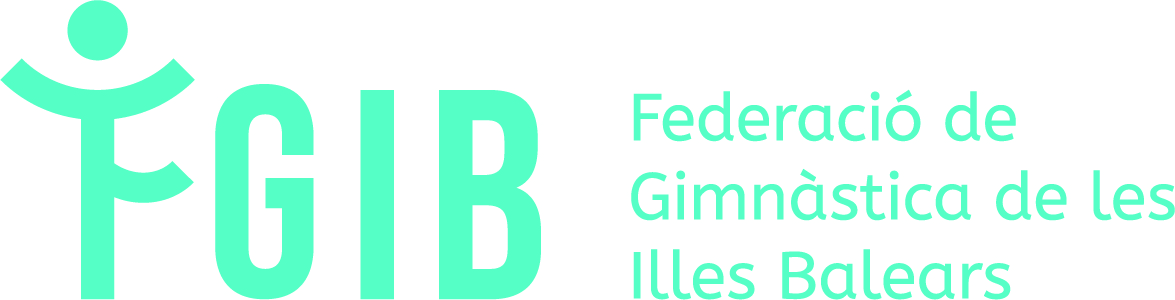 FGIB
Federació de
Gimnàstica de les
Illes Balears